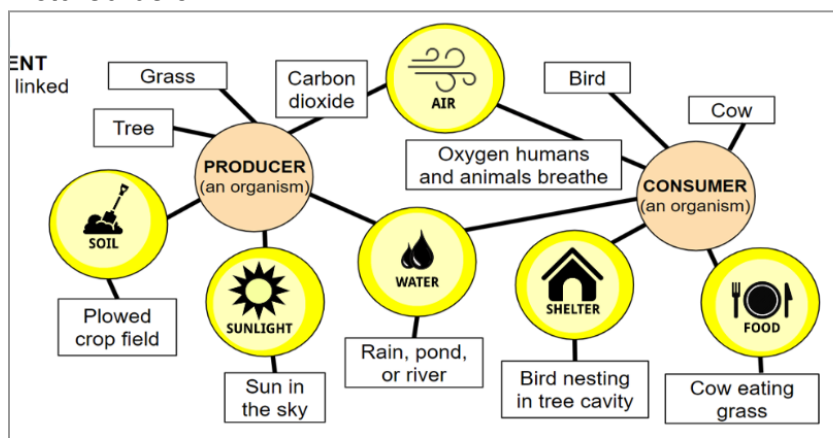 ENT
linked
Grass
Carbon
dioxide
AIR
Bird
Cow
Tree
PRODUCER
(an organism)
Oxygen humans
and animals breathe
CONSUMER
(an organism)
SOIL
SUNLIGHT
WATER
SHELTER
FOOD
Plowed
crop field
Sun in
the sky
Rain, pond,
or river
Bird nesting
in tree cavity
Cow eating
grass